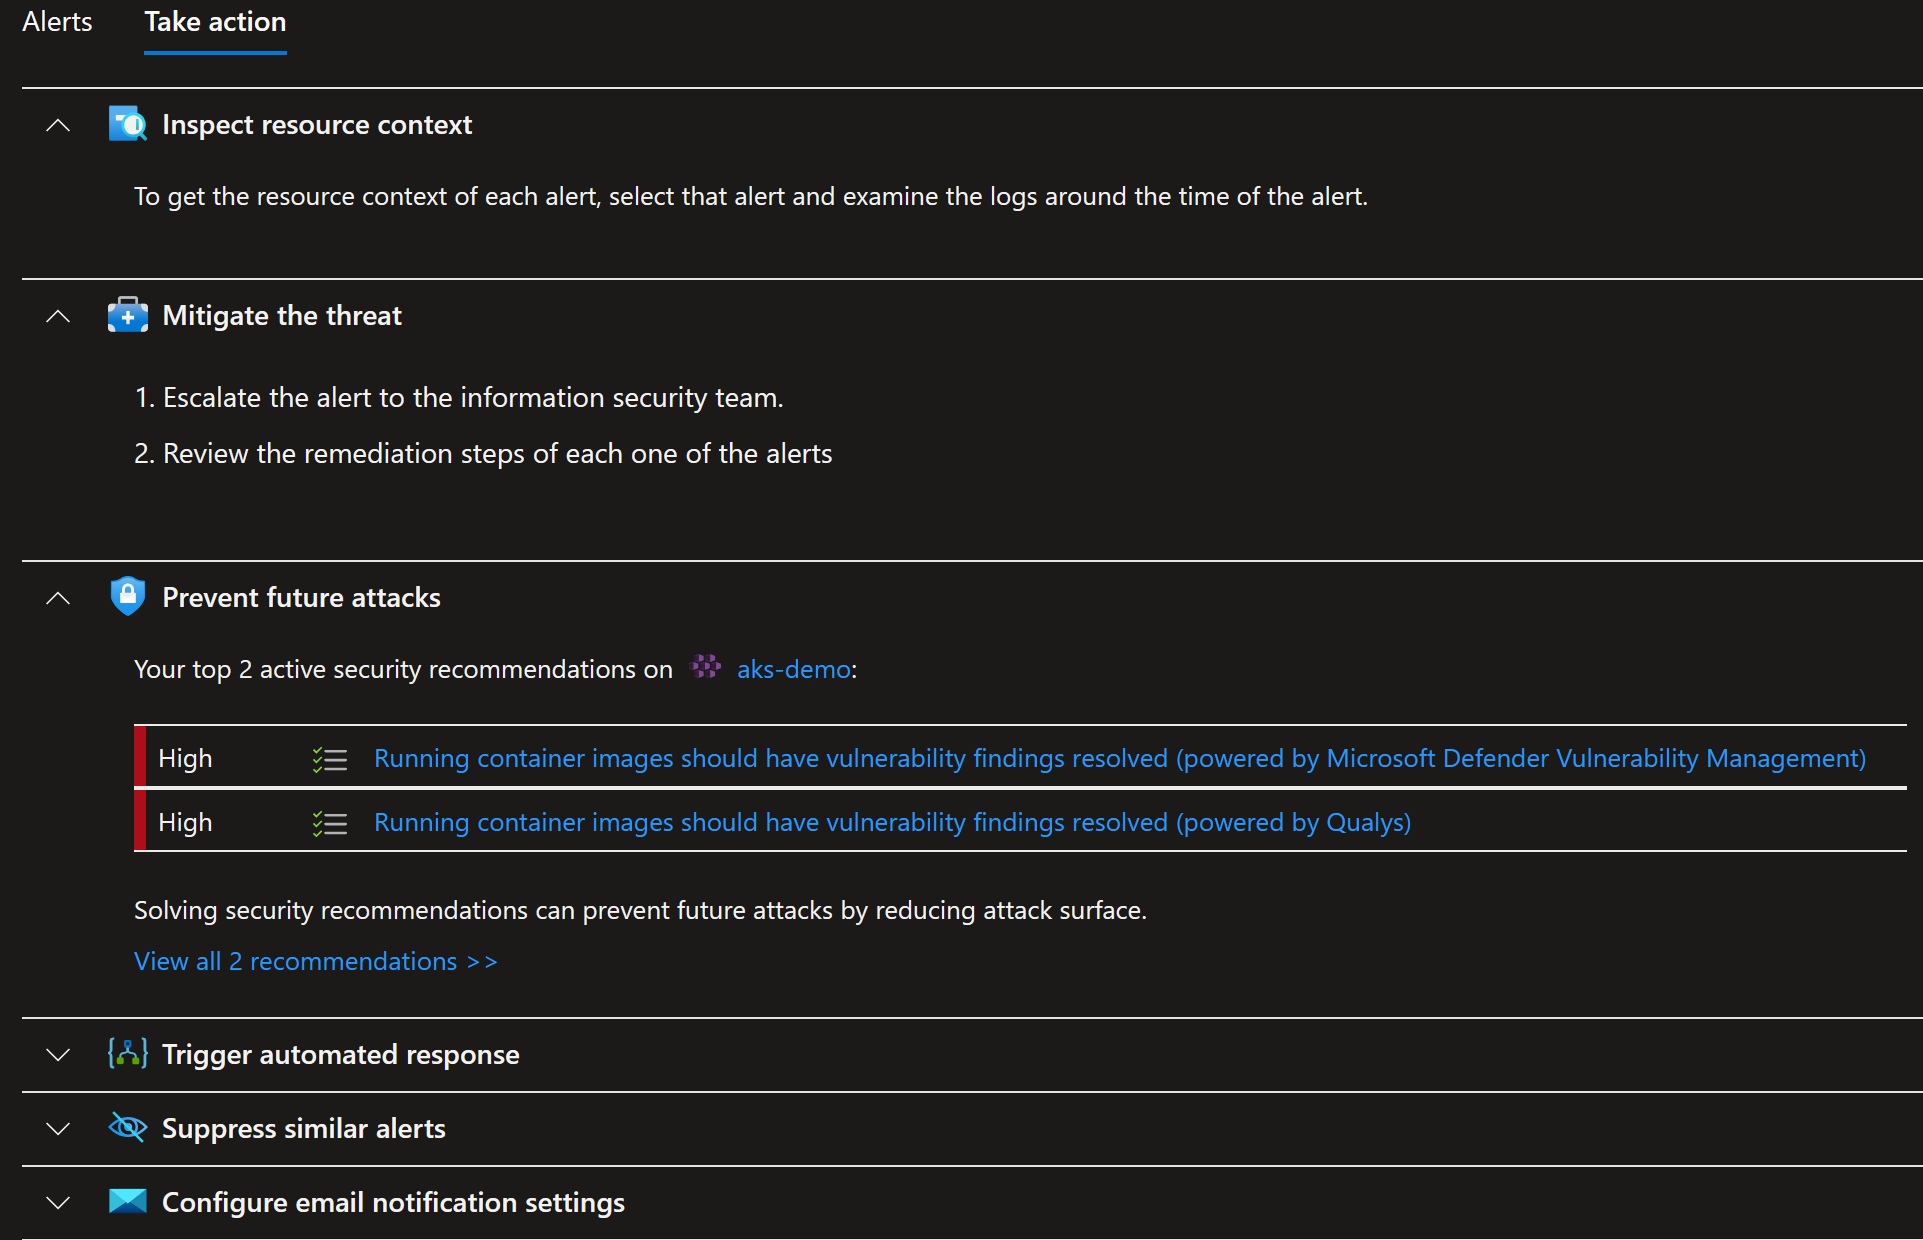 Alerts Take action
Inspect resource context
To get the resource context of each alert, select that alert and examine the logs around the time of the alert.
Mitigate the threat
1. Escalate the alert to the information security team.
2. Review the remediation steps of each one of the alerts
Prevent future attacks
Your top 2 active security recommendations on aks-demo:
High Running container images should have vulnerability findings resolved (powered by Microsoft Defender Vulnerability Management)
High Running container images should have vulnerability findings resolved (powered by Qualys)
Solving security recommendations can prevent future attacks by reducing attack surface.
View all 2 recommendations >>
Trigger automated response
Suppress similar alerts
Configure email notification settings